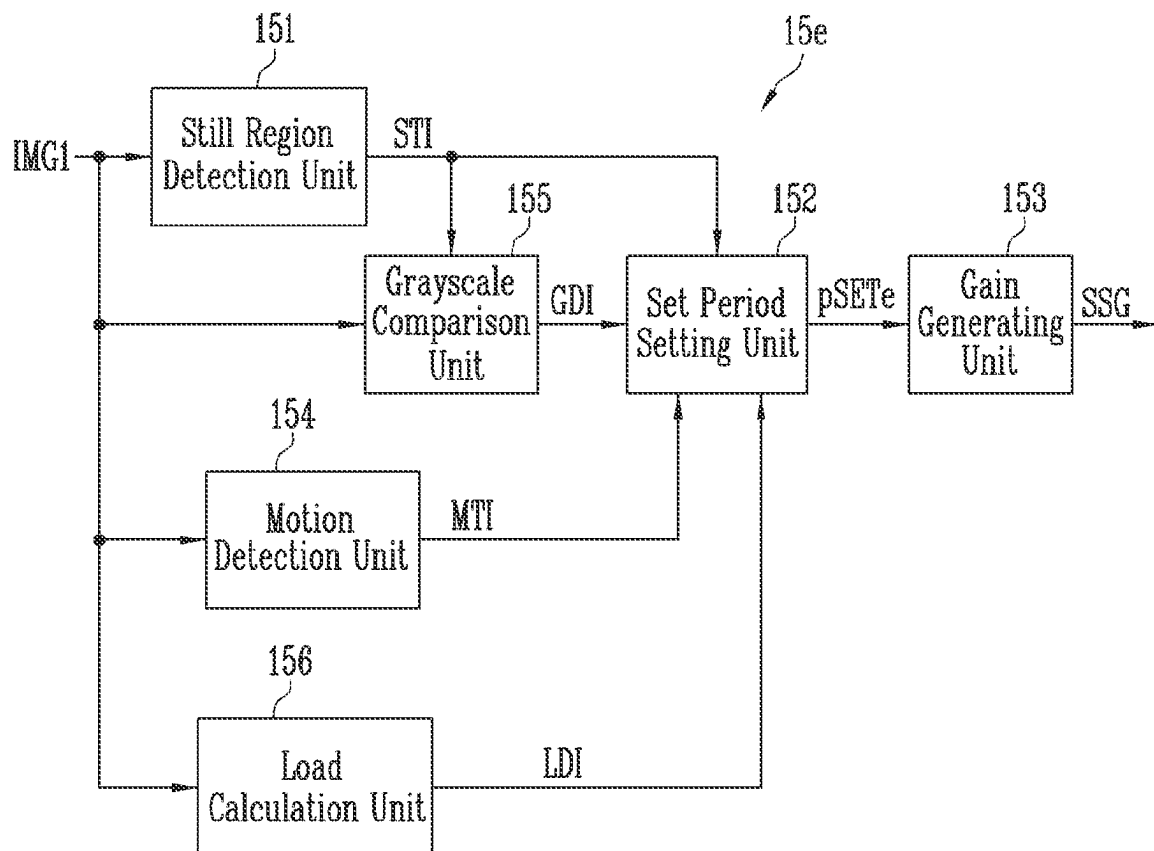 151
15e
IMG1
Still Region
Detection Unit
STI
155
152
153
Grayscale
Comparison
Unit
GDI
Set Period
Setting Unit
pSETe
Gain
Generating
Unit
SSG
154
Motion
Detection Unit
MTI
156
Load
Calculation Unit
LDI